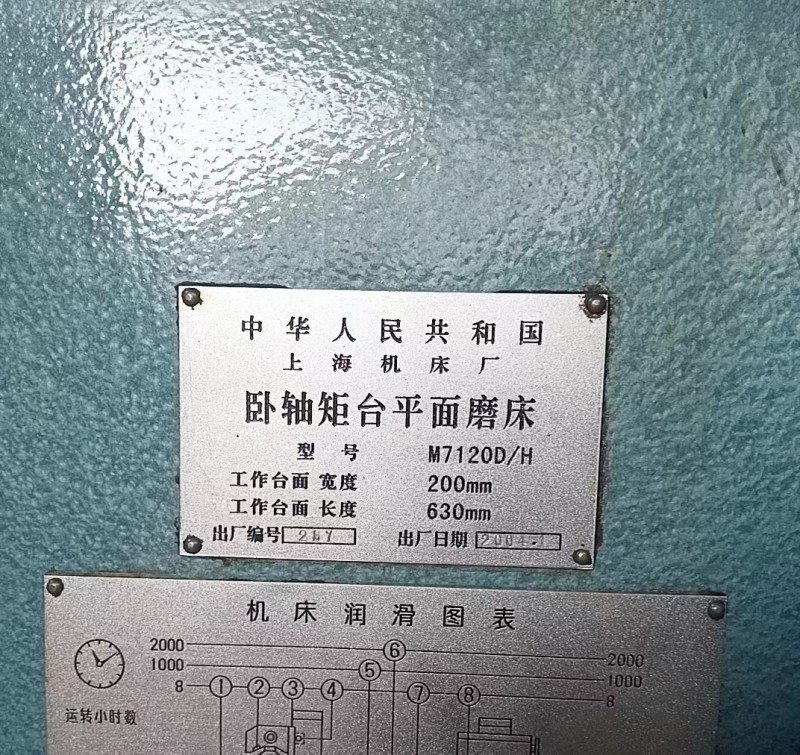 中华人民共和国
上海机床厂
卧轴矩台平面磨床
型号 M7120D/H
工作台面 宽度 200mm
工作台面 长度 630mm
出厂编号 出厂日期 2004.1
机床润滑图表
2000 ⑥ 2000
1000 ⑤ 1000
8 ① ② ③ ④ ⑦ ⑧ 8
运转小时数